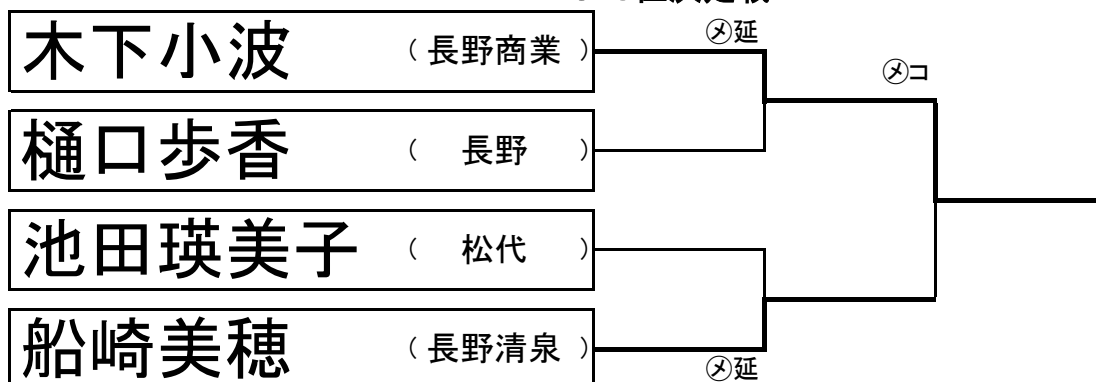 木下小波 （ 長野商業 ）
㋱延
㋱コ
樋口歩香 （ 長野 ）
池田瑛美子 （ 松代 ）
船崎美穂 （ 長野清泉 ）
㋱延